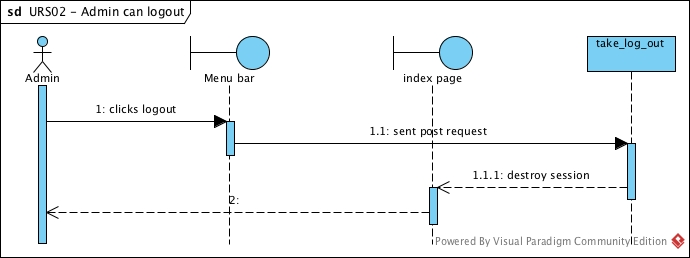 sd URS02 - Admin can logout
Admin
Menu bar
index page
take_log_out
1: clicks logout
1.1: sent post request
1.1.1: destroy session
2:
Powered By Visual Paradigm Community Edition